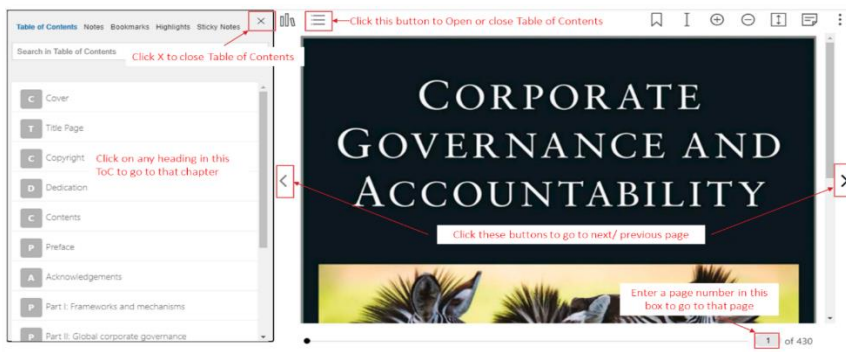 Table of Contents Notes Bookmarks Highlights Sticky Notes
Click this button to Open or close Table of Contents
Search in Table of Contents
Click X to close Table of Contents
C Cover
T Title Page
C Copyright
D Dedication
C Contents
P Preface
A Acknowledgements
P Part I: Frameworks and mechanisms
P Part II: Global corporate governance
Click on any heading in this
ToC to go to that chapter
CORPORATE
GOVERNANCE AND
ACCOUNTABILITY
Click these buttons to go to next/ previous page
Enter a page number in this
box to go to that page
1 of 430